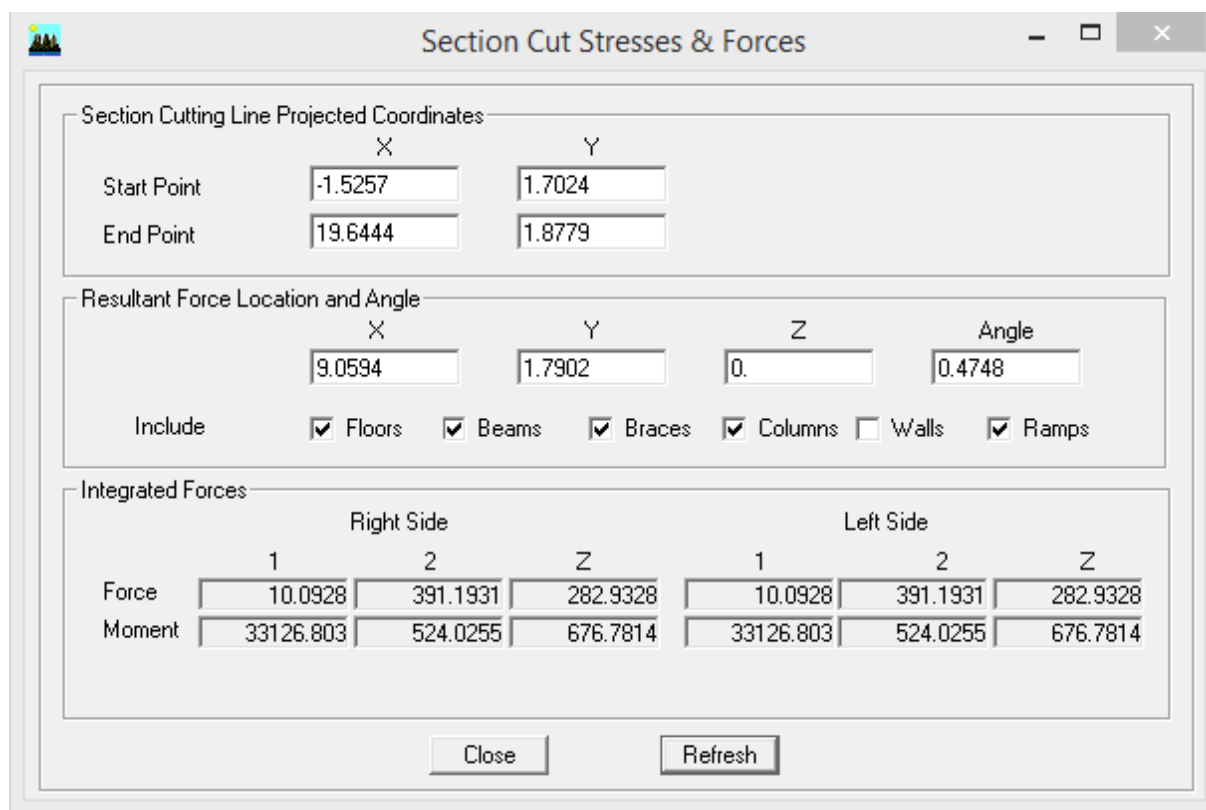 Section Cut Stresses & Forces
Section Cutting Line Projected Coordinates
X Y
Start Point -1.5257 1.7024
End Point 19.6444 1.8779
Resultant Force Location and Angle
X Y Z Angle
9.0594 1.7902 0. 0.4748
Include Floors Beams Braces Columns Walls Ramps
Integrated Forces
Right Side Left Side
1 2 Z 1 2 Z
Force 10.0928 391.1931 282.9328 10.0928 391.1931 282.9328
Moment 33126.803 524.0255 676.7814 33126.803 524.0255 676.7814
Close Refresh